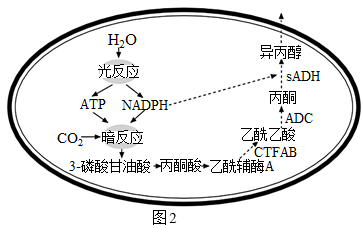 H₂O
光反应
ATP NADPH
CO₂ 暗反应
3-磷酸甘油酸 丙酮酸 乙酰辅酶A
CTFAB
乙酰乙酸
ADC
丙酮
sADH
异丙醇
图2